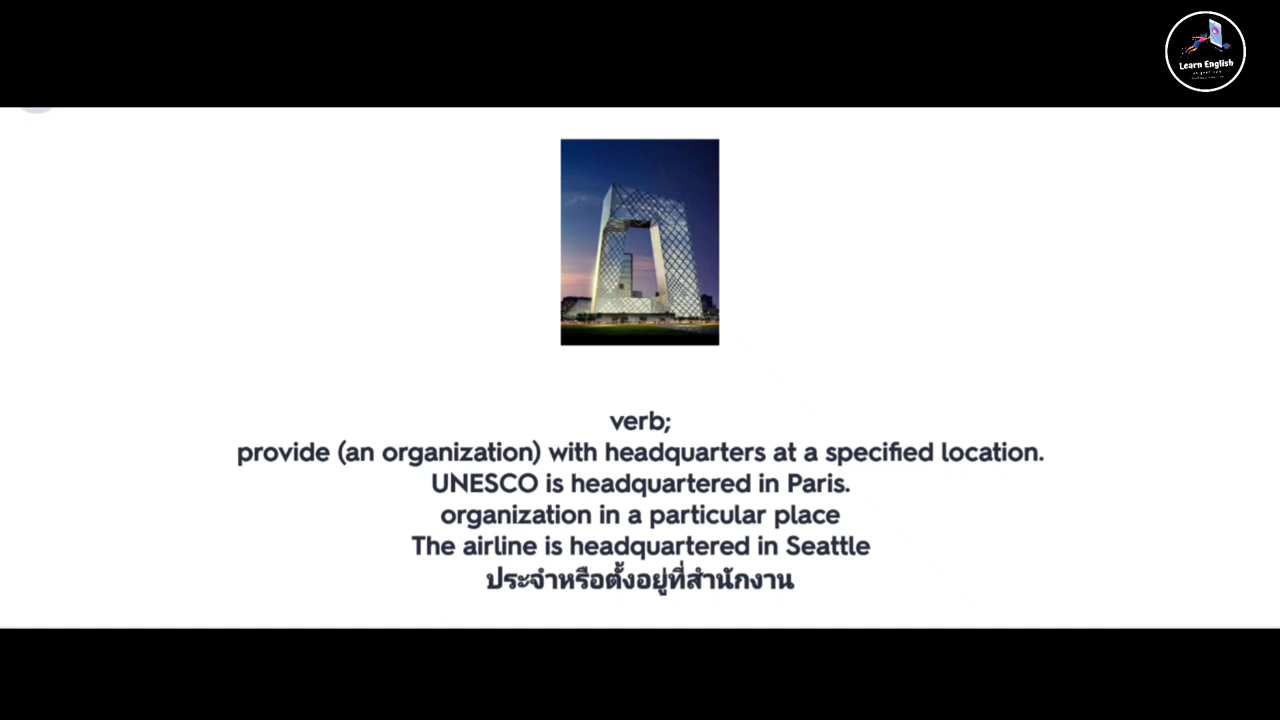 Learn English
verb;
provide (an organization) with headquarters at a specified location.
UNESCO is headquartered in Paris.
organization in a particular place
The airline is headquartered in Seattle
ประจำหรือตั้งอยู่ที่สำนักงาน